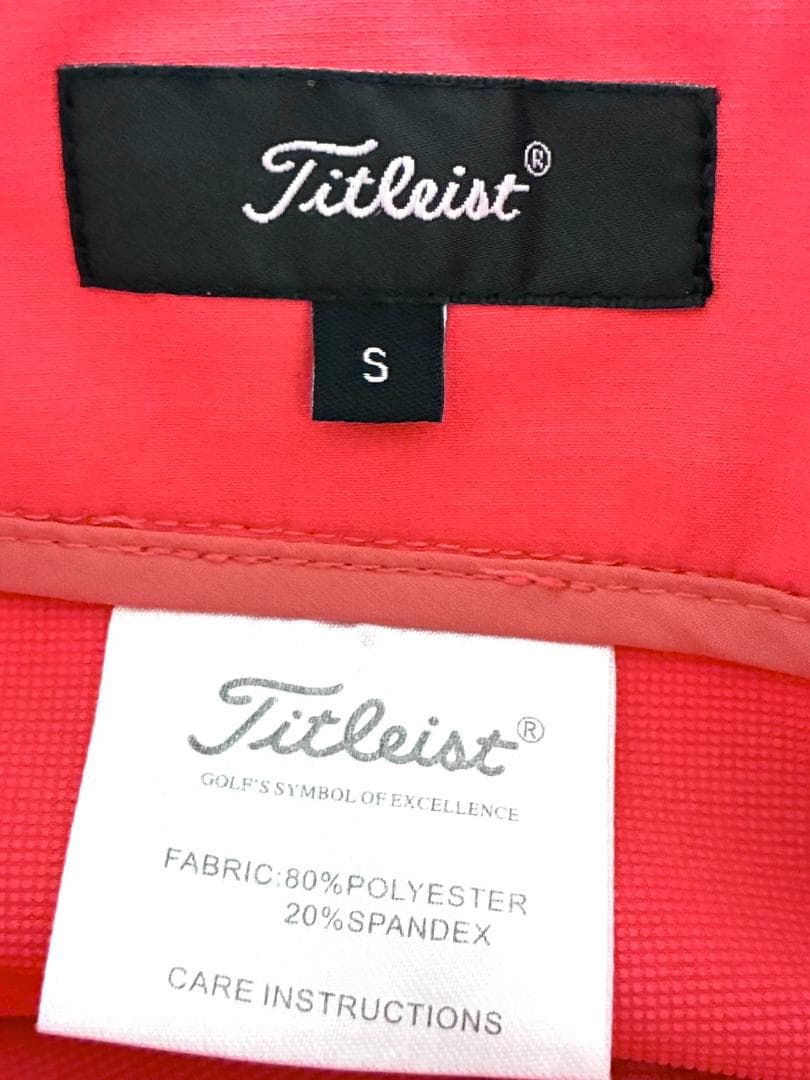 Titleist®
S
Titleist®
GOLF'S SYMBOL OF EXCELLENCE
FABRIC:80%POLYESTER
20%SPANDEX
CARE INSTRUCTIONS